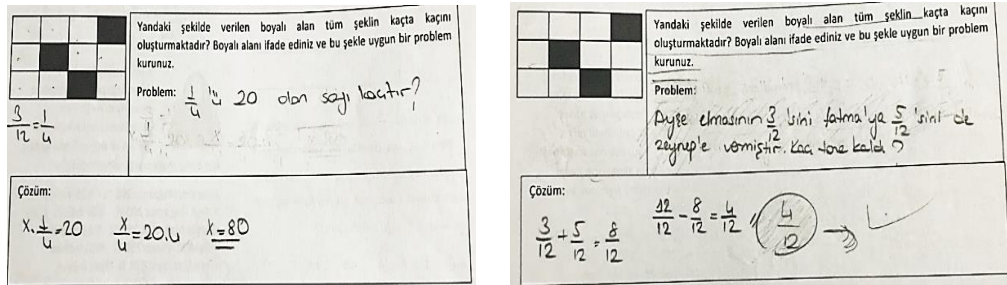 Yandaki şekilde verilen boyalı alan tüm şeklin kaçta kaçını
oluşturmaktadır? Boyalı alanı ifade ediniz ve bu şekle uygun bir problem
kurunuz.
Problem: 1/4 'ü 20 olan sayı kaçtır?
3/12 = 1/4
Çözüm:
x. 1/4 = 20 x/4 = 20.4 x = 80
Yandaki şekilde verilen boyalı alan tüm şeklin kaçta kaçını
oluşturmaktadır? Boyalı alanı ifade ediniz ve bu şekle uygun bir problem
kurunuz.
Problem:
Ayşe elmasının 3/12 'sini fatma'ya 5/12 'sini de
zeynep'e vermiştir. Kaç tane kaldı?
Çözüm:
3/12 + 5/12 = 8/12 12/12 - 8/12 = 4/12 4/12